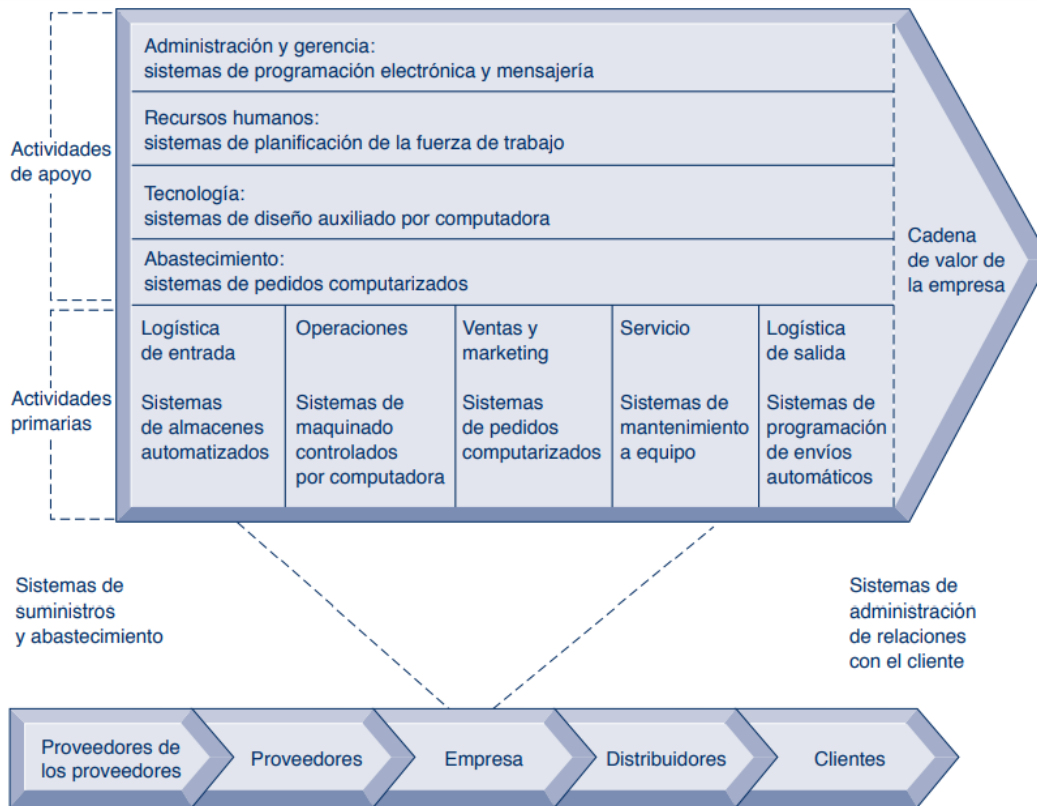 Actividades
de apoyo
Administración y gerencia:
sistemas de programación electrónica y mensajería
Recursos humanos:
sistemas de planificación de la fuerza de trabajo
Tecnología:
sistemas de diseño auxiliado por computadora
Abastecimiento:
sistemas de pedidos computarizados
Cadena
de valor de
la empresa
Actividades
primarias
Logística
de entrada
Sistemas
de almacenes
automatizados
Operaciones
Sistemas de
maquinado
controlados
por computadora
Ventas y
marketing
Sistemas
de pedidos
computarizados
Servicio
Sistemas de
mantenimiento
a equipo
Logística
de salida
Sistemas de
programación
de envíos
automáticos
Sistemas de
suministros
y abastecimiento
Sistemas de
administración
de relaciones
con el cliente
Proveedores de
los proveedores
Proveedores
Empresa
Distribuidores
Clientes